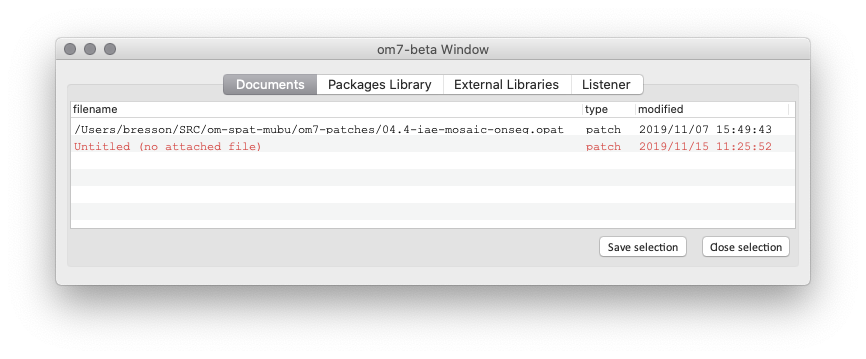 om7-beta Window
Documents Packages Library External Libraries Listener
filename type modified
/Users/bresson/SRC/om-spat-mubu/om7-patches/04.4-iae-mosaic-onseg.opat patch 2019/11/07 15:49:43
Untitled (no attached file) patch 2019/11/15 11:25:52
Save selection Close selection